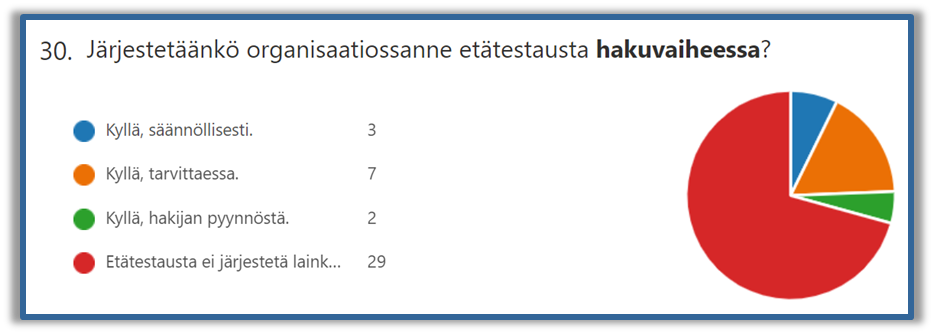 30. Järjestetäänkö organisaatiossanne etätestausta hakuvaiheessa?
Kyllä, säännöllisesti. 3
Kyllä, tarvittaessa. 7
Kyllä, hakijan pyynnöstä. 2
Etätestausta ei järjestetä laink... 29